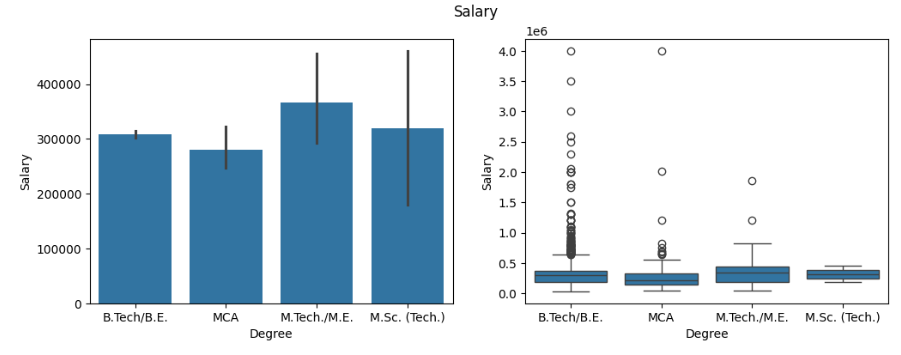 Salary
400000
300000
200000
100000
0
Salary
B.Tech/B.E. MCA M.Tech./M.E. M.Sc. (Tech.)
Degree
1e6
4.0
3.5
3.0
2.5
2.0
1.5
1.0
0.5
0.0
Salary
B.Tech/B.E. MCA M.Tech./M.E. M.Sc. (Tech.)
Degree